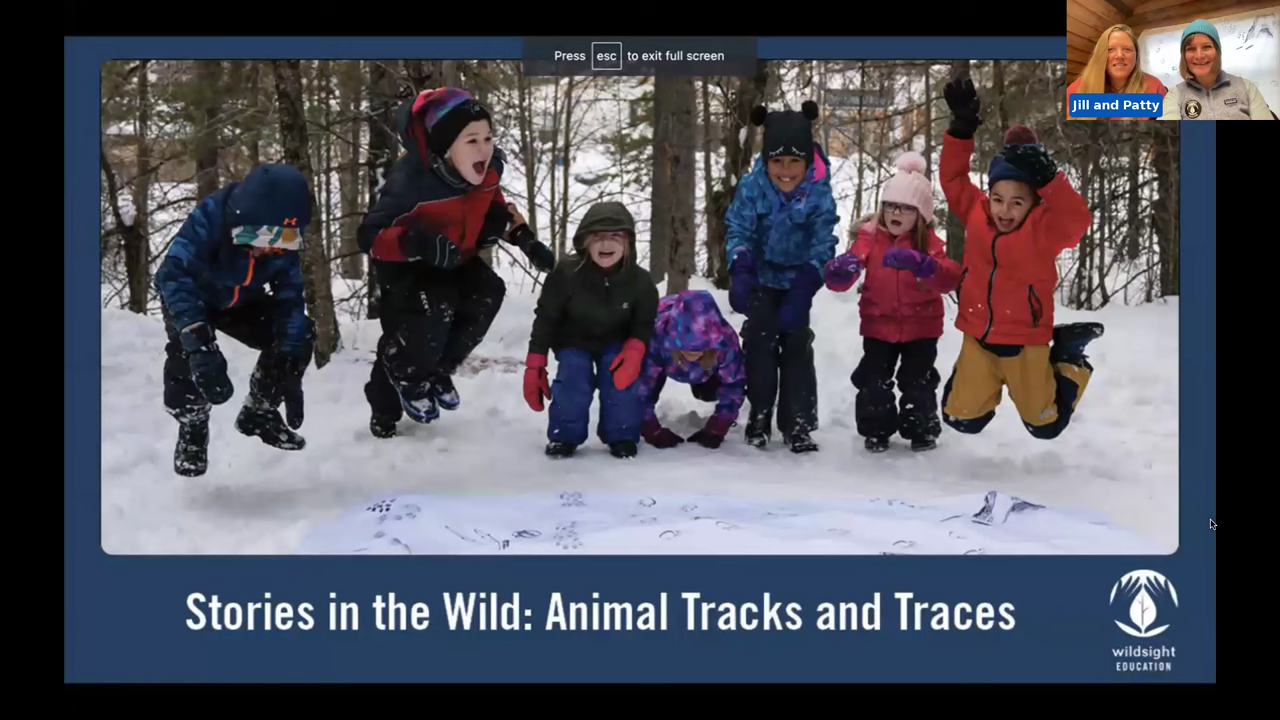 Press esc to exit full screen
Jill and Patty
Stories in the Wild: Animal Tracks and Traces
wildsight
EDUCATION